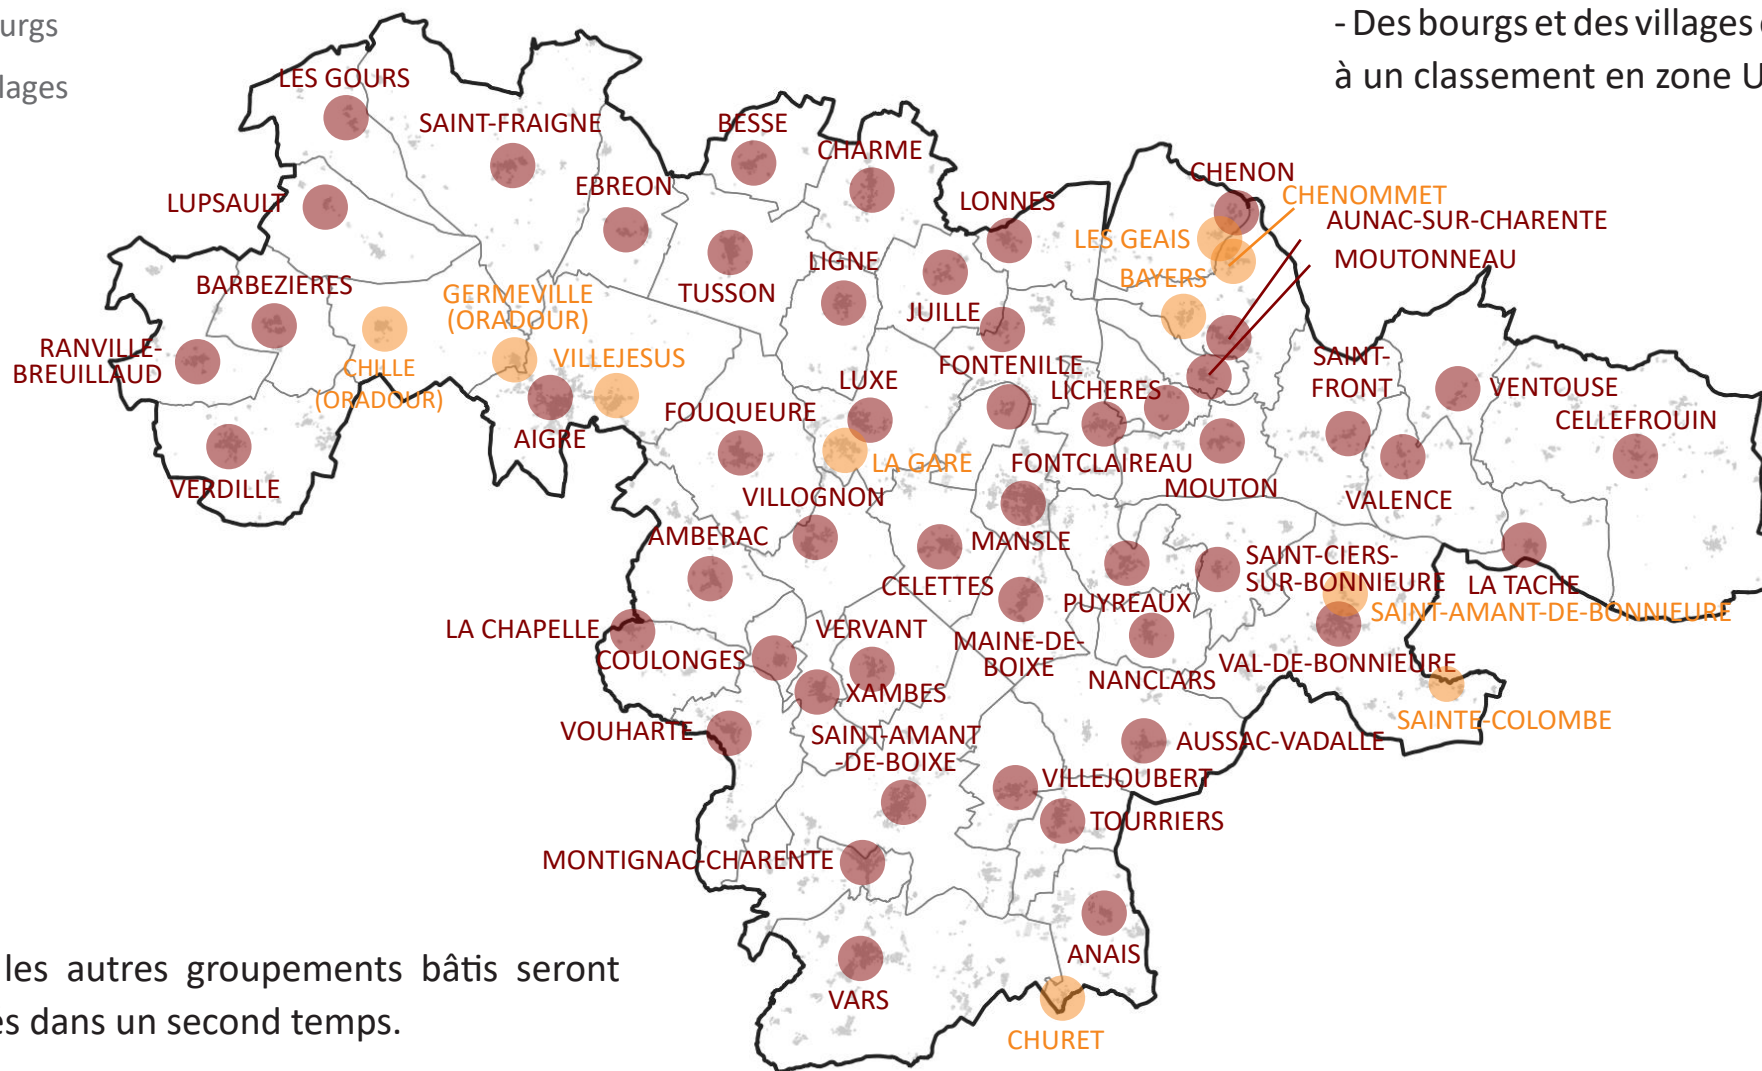 urgs
lages
- Des bourgs et des villages
à un classement en zone U
LES GOURS
SAINT-FRAIGNE
BESSE
CHARME
CHENON
CHENOMMET
EBREON
LUPSAULT
LONNES
AUNAC-SUR-CHARENTE
LES GEAIS
MOUTONNEAU
LIGNE
BAYERS
BARBEZIERES
TUSSON
GERMEVILLE
(ORADOUR)
JUILLE
RANVILLE-
BREUILLAUD
CHILLE
(ORADOUR)
VILLEJESUS
SAINT-
FRONT
FONTENILLE
LUXE
LICHERES
VENTOUSE
FOUQUEURE
CELLEFROUIN
AIGRE
LA GARE
FONTCLAIREAU
VERDILLE
MOUTON
VILLOGNON
VALENCE
AMBERAC
MANSLE
SAINT-CIERS-
SUR-BONNIEURE
CELETTES
LA TACHE
PUYREAUX
SAINT-AMANT-DE-BONNIEURE
LA CHAPELLE
VERVANT
MAINE-DE-
BOIXE
COULONGES
VAL-DE-BONNIEURE
NANCLARS
XAMBES
SAINTE-COLOMBE
VOUHARTE
SAINT-AMANT
-DE-BOIXE
AUSSAC-VADALLE
VILLEJOUBERT
TOURRIERS
MONTIGNAC-CHARENTE
ANAIS
VARS
CHURET
les autres groupements bâtis seront
es dans un second temps.